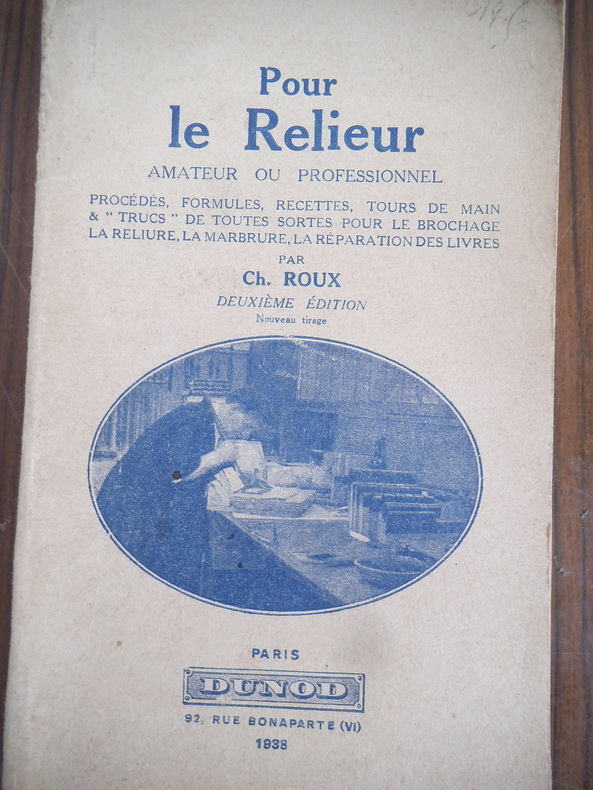 Pour
le Relieur
AMATEUR OU PROFESSIONNEL
PROCÉDÉS, FORMULES, RECETTES, TOURS DE MAIN
& " TRUCS " DE TOUTES SORTES POUR LE BROCHAGE
LA RELIURE, LA MARBRURE, LA RÉPARATION DES LIVRES
PAR
Ch. ROUX
DEUXIÈME ÉDITION
Nouveau tirage
PARIS
DUNOD
92, RUE BONAPARTE (VI)
1938